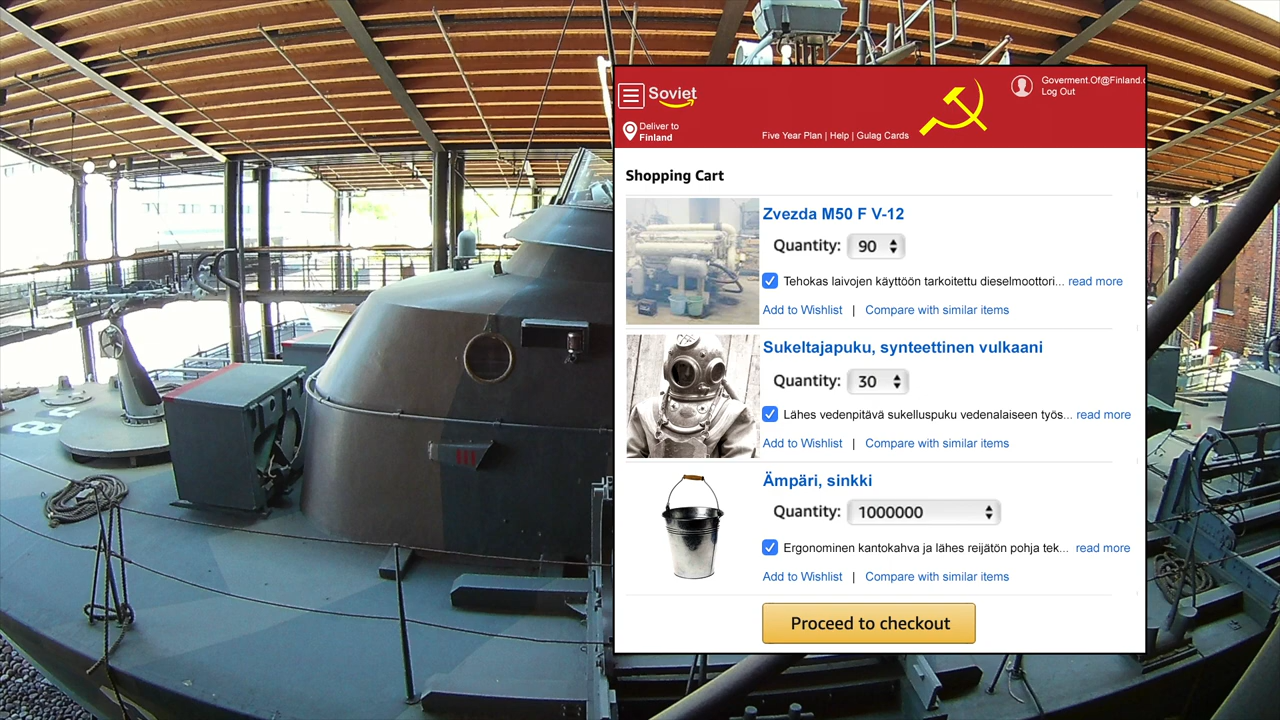 Soviet
Goverment.Of@Finland.c
Log Out
Deliver to
Finland
Five Year Plan | Help | Gulag Cards
Shopping Cart
Zvezda M50 F V-12
Quantity: 90
Tehokas laivojen käyttöön tarkoitettu dieselmoottori... read more
Add to Wishlist | Compare with similar items
Sukeltajapuku, synteettinen vulkaani
Quantity: 30
Lähes vedenpitävä sukelluspuku vedenalaiseen työs... read more
Add to Wishlist | Compare with similar items
Ämpäri, sinkki
Quantity: 1000000
Ergonominen kantokahva ja lähes reijätön pohja tek... read more
Add to Wishlist | Compare with similar items
Proceed to checkout